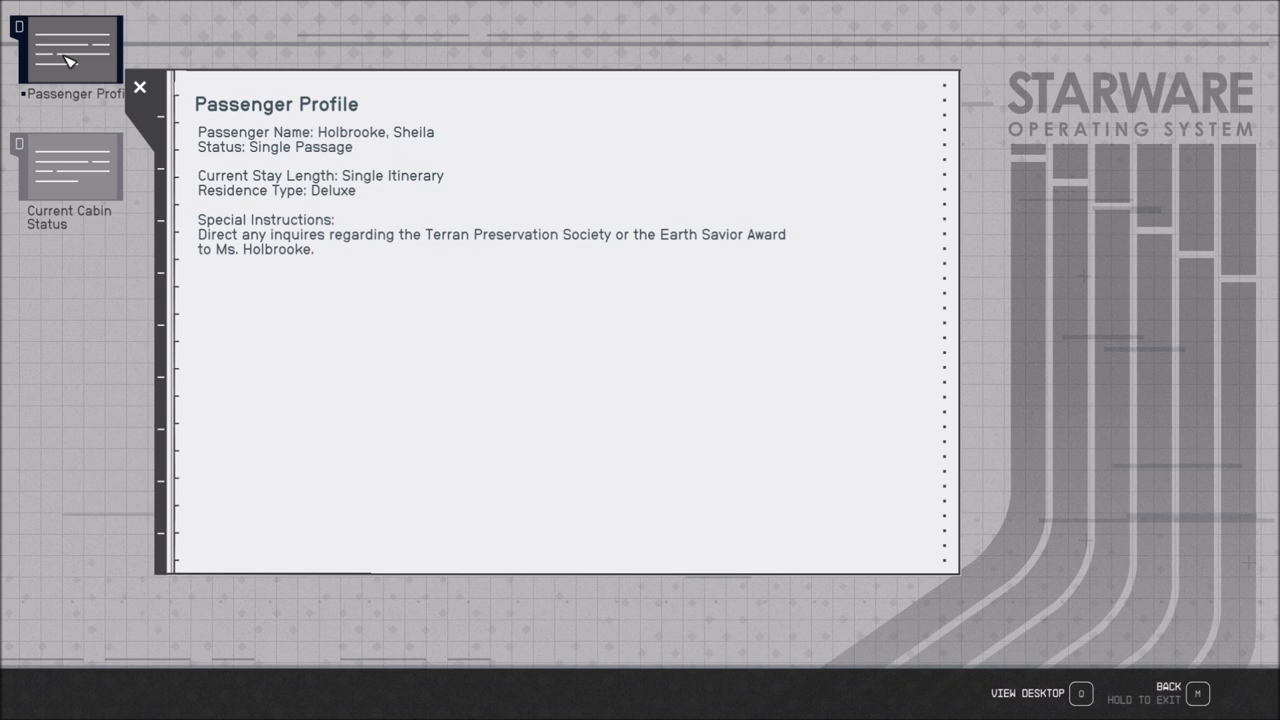 Passenger Profi
Current Cabin
Status
Passenger Profile
Passenger Name: Holbrooke, Sheila
Status: Single Passage
Current Stay Length: Single Itinerary
Residence Type: Deluxe
Special Instructions:
Direct any inquires regarding the Terran Preservation Society or the Earth Savior Award
to Ms. Holbrooke.
STARWARE
OPERATING SYSTEM
VIEW DESKTOP Q
BACK
HOLD TO EXIT M